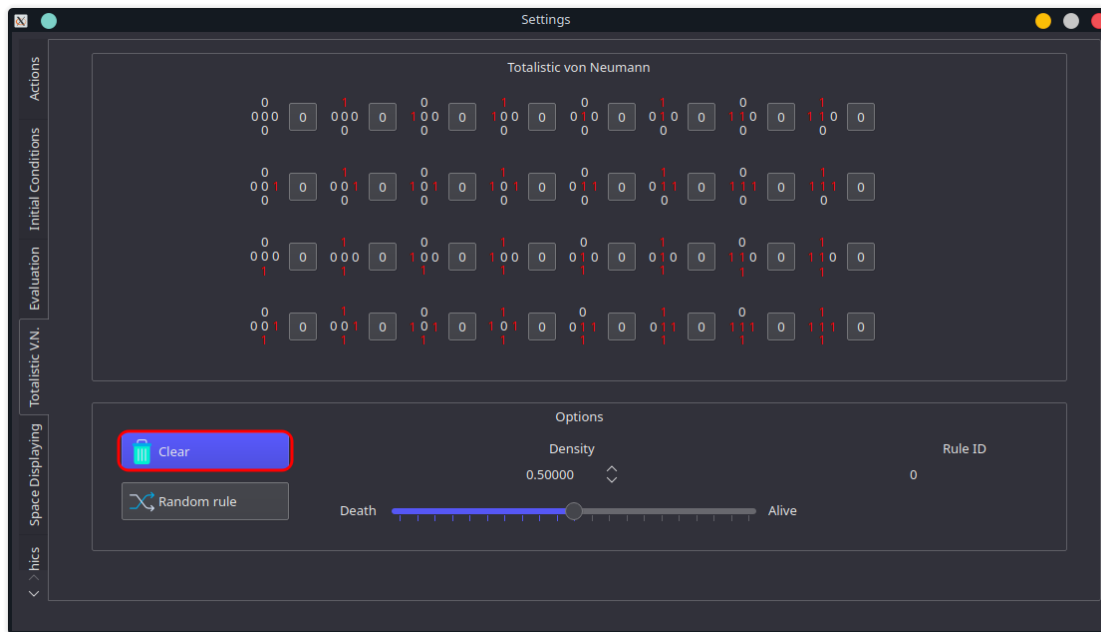 Settings
Actions
Initial Conditions
Evaluation
Totalistic V.N.
Space Displaying
hics
Totalistic von Neumann
0 1 0 1 0 1 0 1
0 0 0 0 0 0 0 0 1 0 0 0 1 0 0 0 0 1 0 0 0 1 0 0 1 1 0 0 1 1 0 0
0 0 0 0 0 0 0 0
0 1 0 1 0 1 0 1
0 0 1 0 0 0 1 0 1 0 1 0 1 0 1 0 0 1 1 0 0 1 1 0 1 1 1 0 1 1 1 0
0 0 0 0 0 0 0 0
0 1 0 1 0 1 0 1
0 0 0 0 0 0 0 0 1 0 0 0 1 0 0 0 0 1 0 0 0 1 0 0 1 1 0 0 1 1 0 0
1 1 1 1 1 1 1 1
0 1 0 1 0 1 0 1
0 0 1 0 0 0 1 0 1 0 1 0 1 0 1 0 0 1 1 0 0 1 1 0 1 1 1 0 1 1 1 0
1 1 1 1 1 1 1 1
Options
Clear
Random rule
Density
0.50000
Death
Alive
Rule ID
0